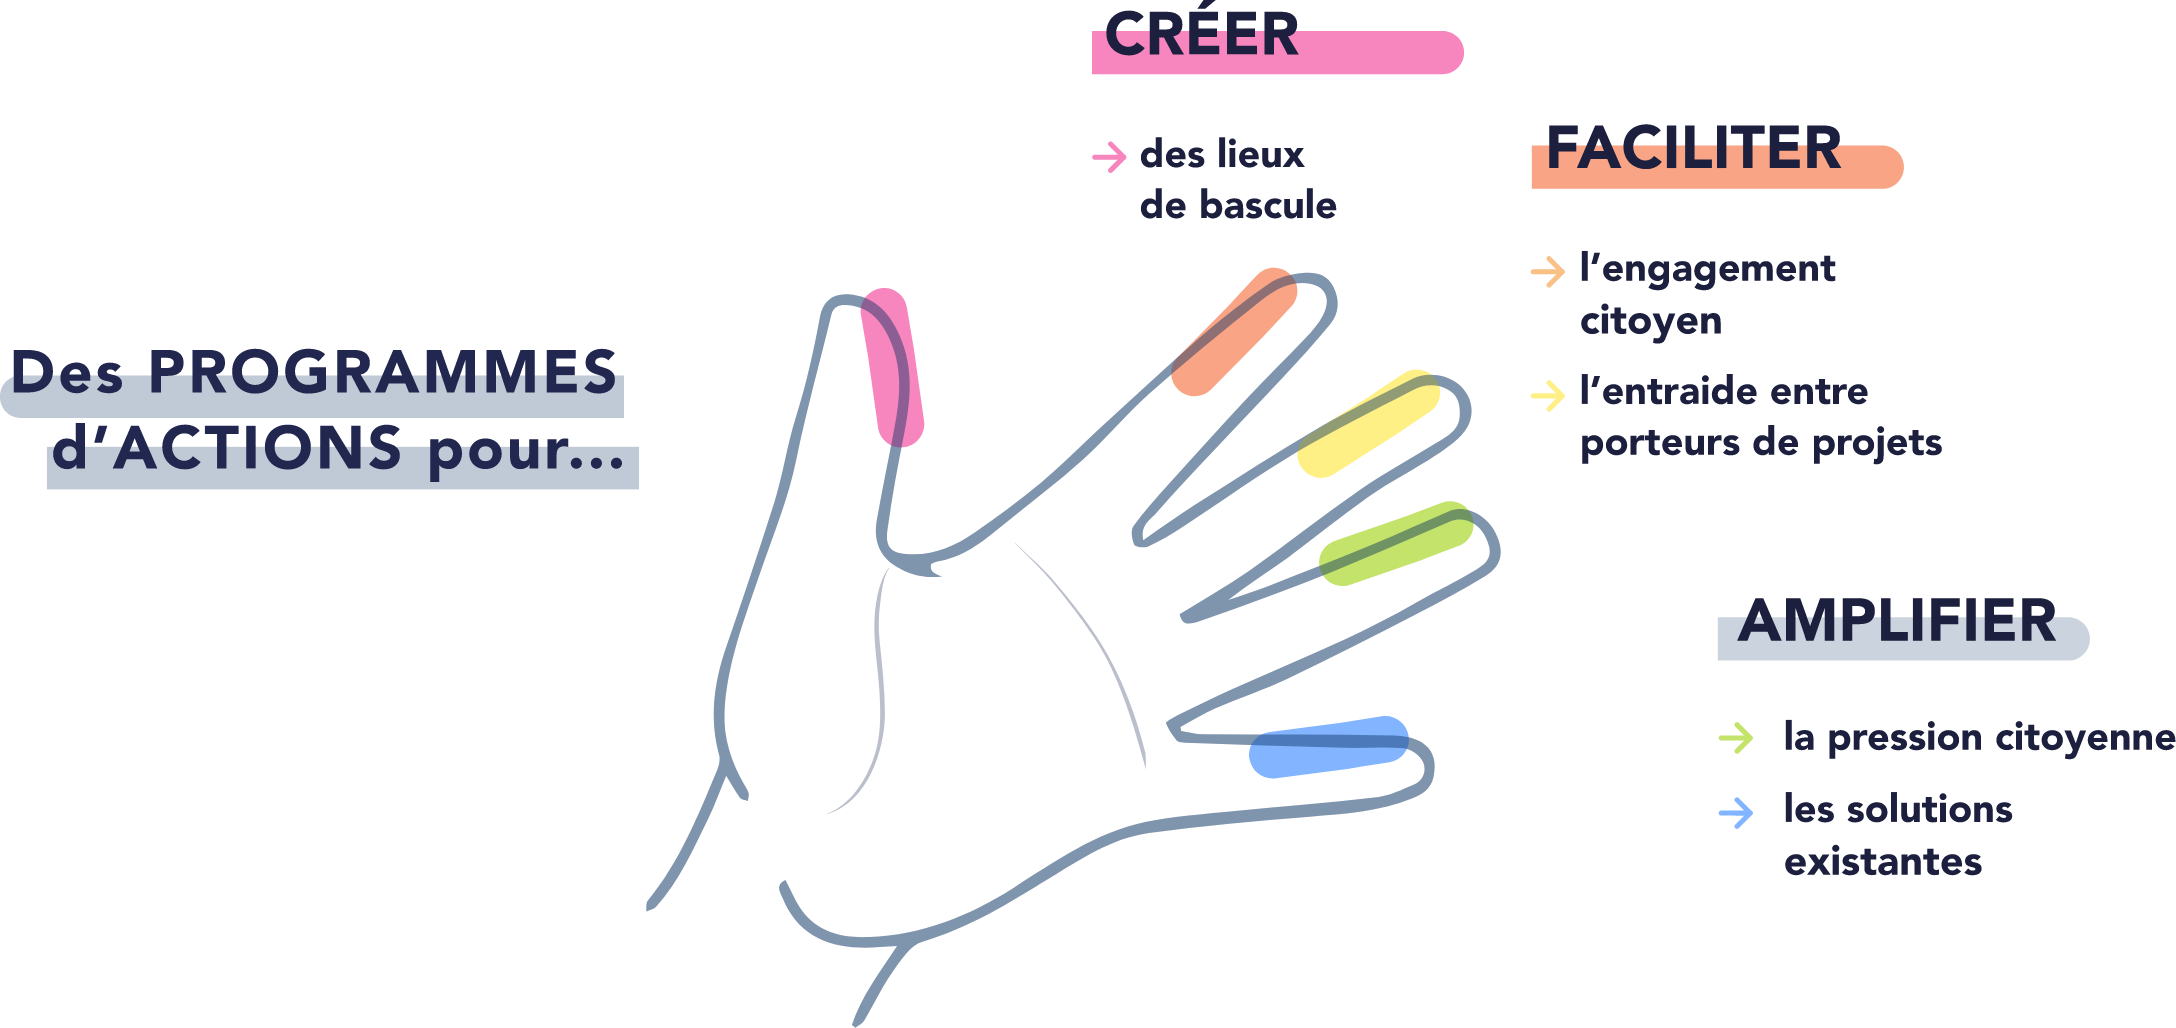 Des PROGRAMMES
d’ACTIONS pour...
CRÉER
des lieux
de bascule
FACILITER
l’engagement
citoyen
l’entraide entre
porteurs de projets
AMPLIFIER
la pression citoyenne
les solutions
existantes